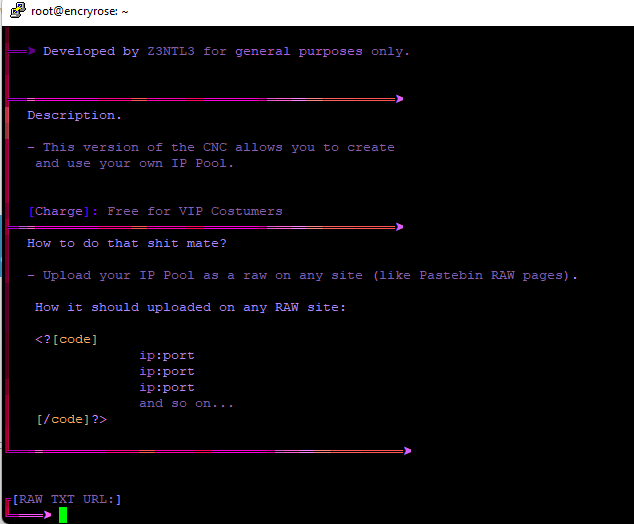 root@encryrose: ~
Developed by Z3NTL3 for general purposes only.
Description.
- This version of the CNC allows you to create
and use your own IP Pool.
[Charge]: Free for VIP Costumers
How to do that shit mate?
- Upload your IP Pool as a raw on any site (like Pastebin RAW pages).
How it should uploaded on any RAW site:
<?[code]
ip:port
ip:port
ip:port
and so on...
[/code]?>
[RAW TXT URL:]